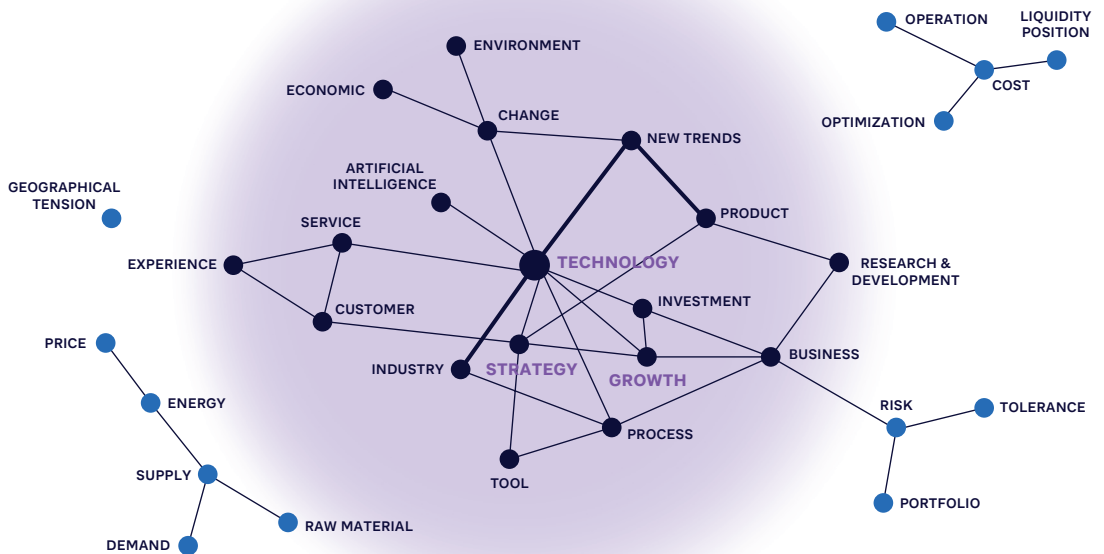 OPERATION
LIQUIDITY
POSITION
ENVIRONMENT
ECONOMIC
COST
CHANGE
OPTIMIZATION
NEW TRENDS
ARTIFICIAL
INTELLIGENCE
GEOGRAPHICAL
TENSION
PRODUCT
SERVICE
EXPERIENCE
TECHNOLOGY
RESEARCH &
DEVELOPMENT
INVESTMENT
CUSTOMER
PRICE
BUSINESS
INDUSTRY
STRATEGY
GROWTH
ENERGY
RISK
TOLERANCE
PROCESS
SUPPLY
TOOL
PORTFOLIO
RAW MATERIAL
DEMAND